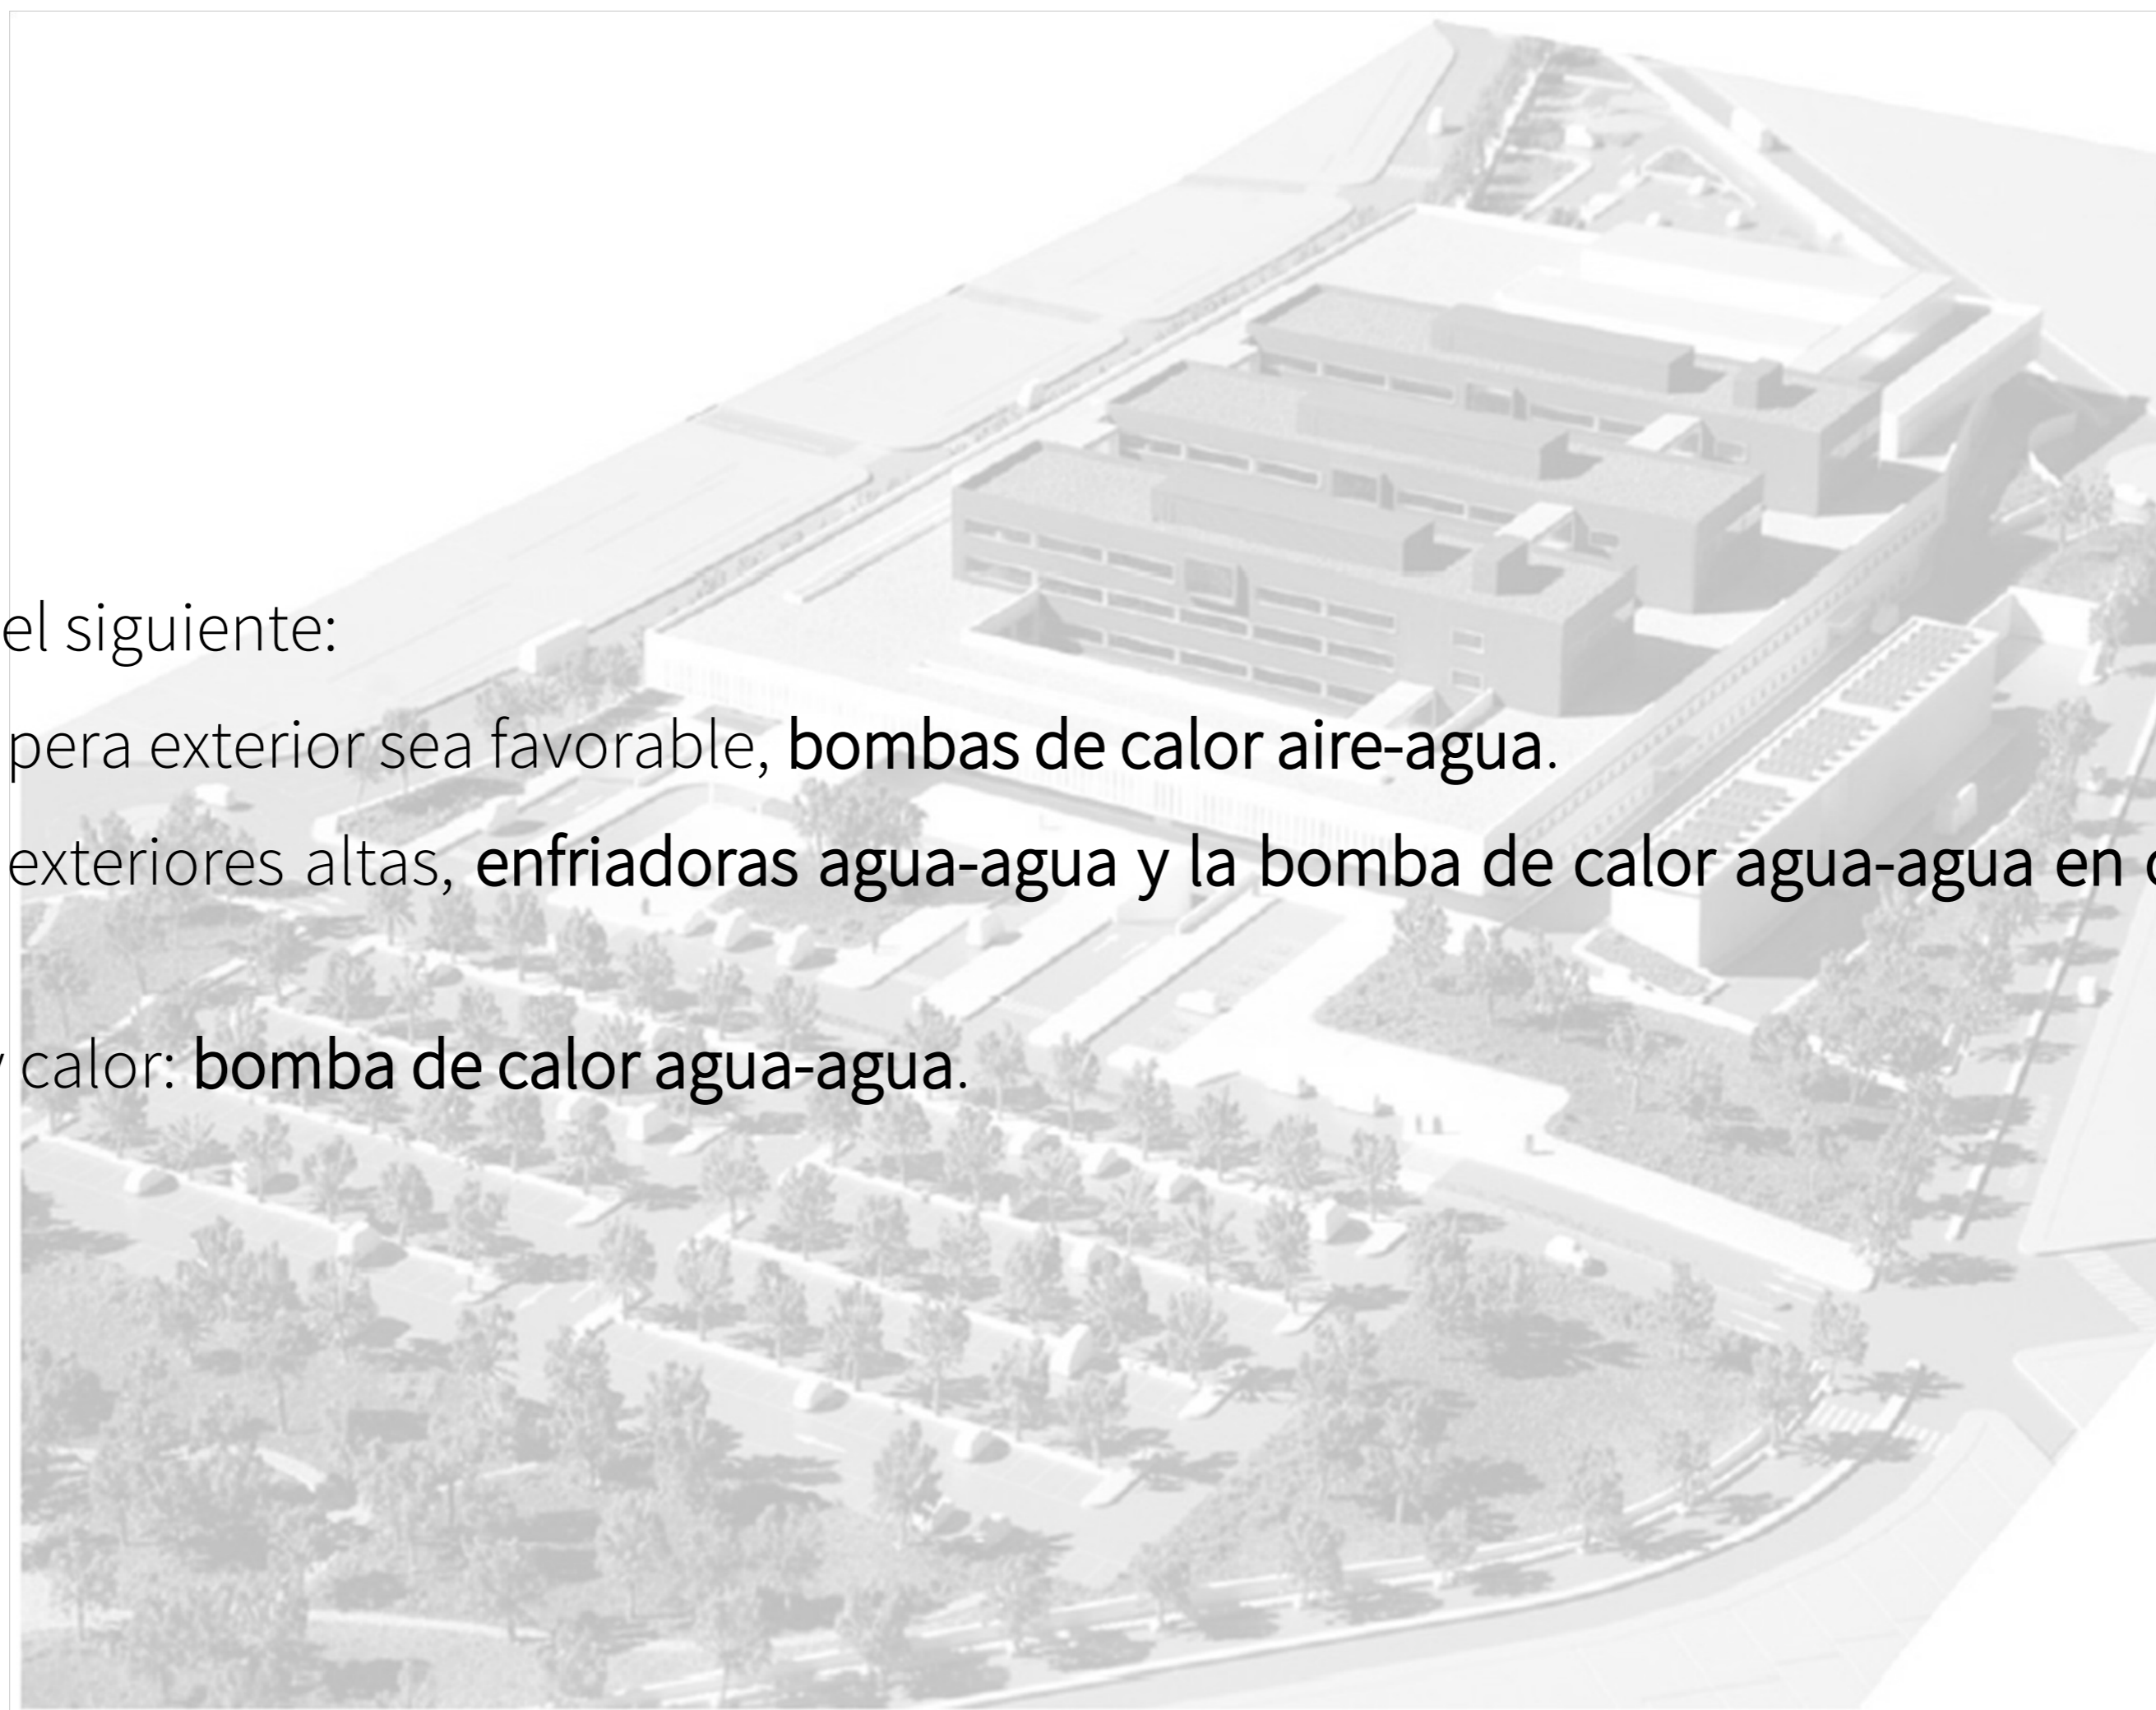 el siguiente:
pera exterior sea favorable, bombas de calor aire-agua.
exteriores altas, enfriadoras agua-agua y la bomba de calor agua-agua en
calor: bomba de calor agua-agua.